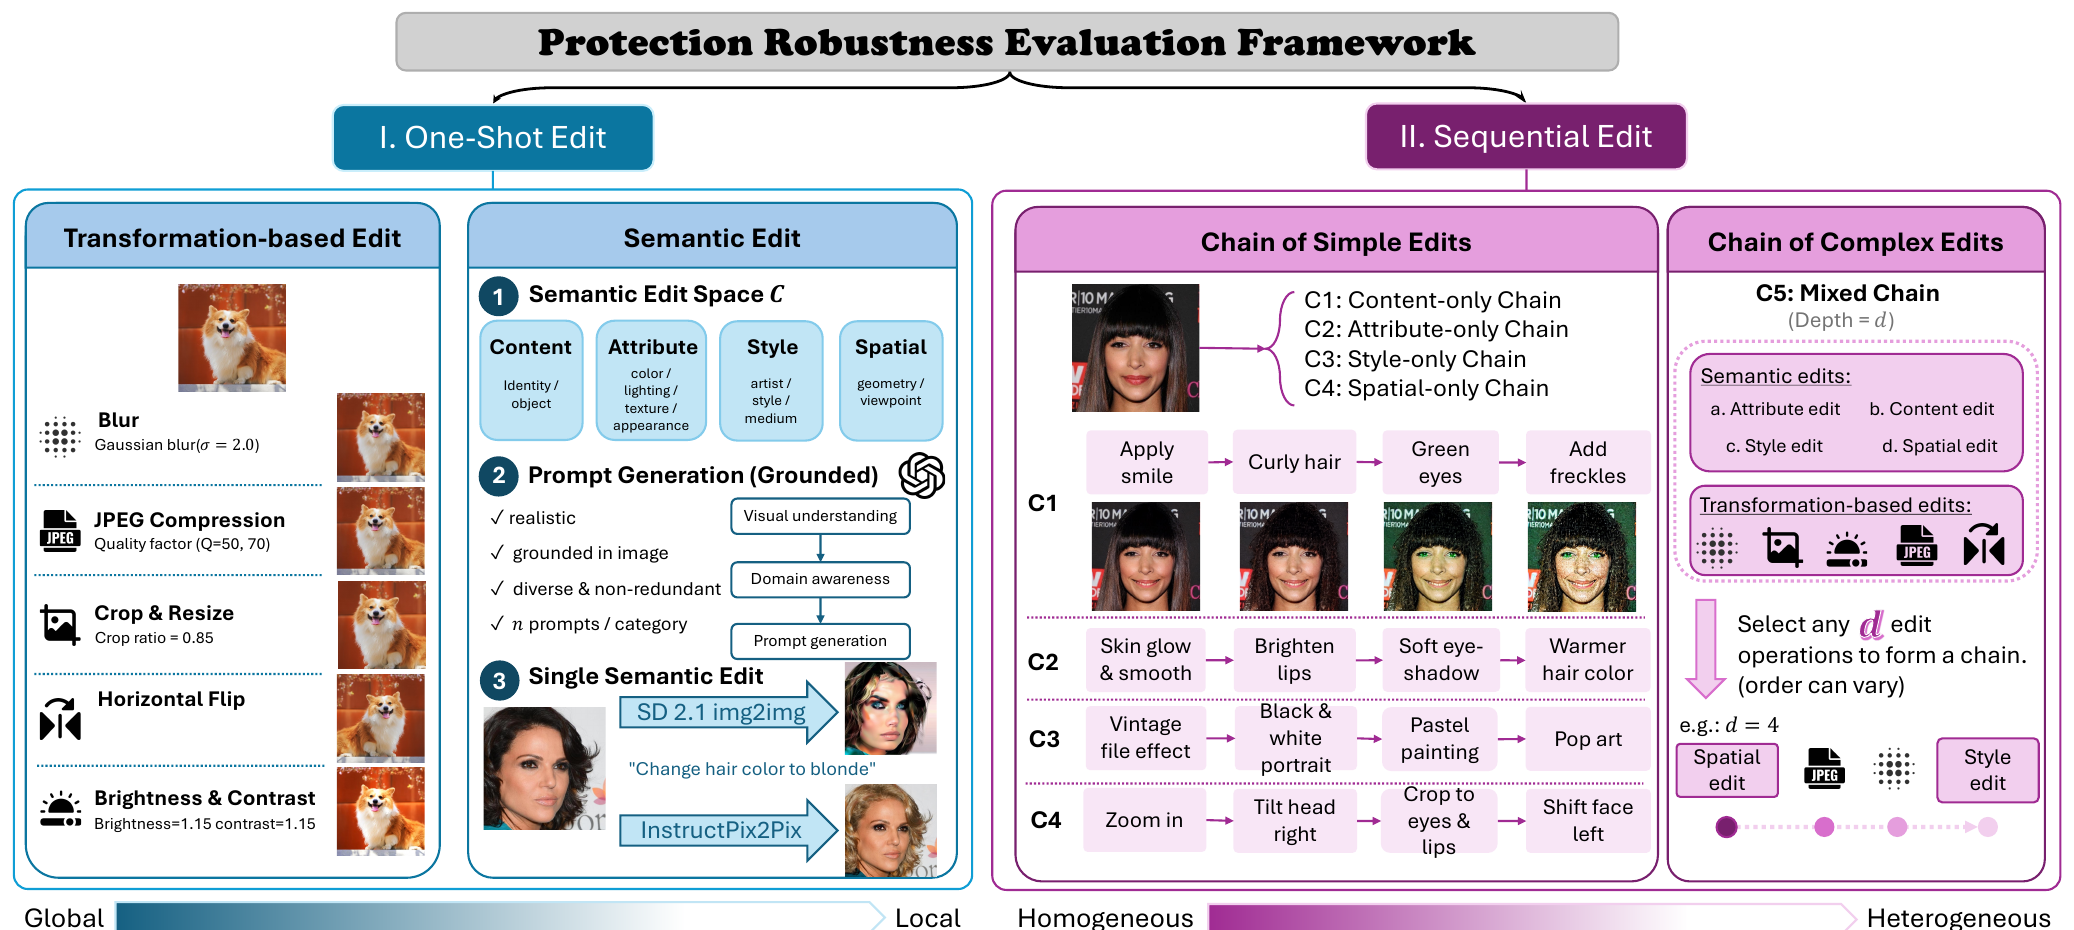 Protection Robustness Evaluation Framework
I. One-Shot Edit
II. Sequential Edit
Transformation-based Edit
Blur
Gaussian blur(σ = 2.0)
JPEG
JPEG Compression
Quality factor (Q=50, 70)
Crop & Resize
Crop ratio = 0.85
Horizontal Flip
Brightness & Contrast
Brightness=1.15 contrast=1.15
Semantic Edit
1 Semantic Edit Space C
Content
Identity /
object
Attribute
color /
lighting /
texture /
appearance
Style
artist /
style /
medium
Spatial
geometry /
viewpoint
2 Prompt Generation (Grounded)
✓ realistic
✓ grounded in image
✓ diverse & non-redundant
✓ n prompts / category
Visual understanding
Domain awareness
Prompt generation
3 Single Semantic Edit
SD 2.1 img2img
"Change hair color to blonde"
InstructPix2Pix
Global
Local
Chain of Simple Edits
C1: Content-only Chain
C2: Attribute-only Chain
C3: Style-only Chain
C4: Spatial-only Chain
C1
Apply
smile
Curly hair
Green
eyes
Add
freckles
C2
Skin glow
& smooth
Brighten
lips
Soft eye-
shadow
Warmer
hair color
C3
Vintage
file effect
Black &
white
portrait
Pastel
painting
Pop art
C4
Zoom in
Tilt head
right
Crop to
eyes &
lips
Shift face
left
Chain of Complex Edits
C5: Mixed Chain
(Depth = d)
Semantic edits:
a. Attribute edit b. Content edit
c. Style edit d. Spatial edit
Transformation-based edits:
JPEG
Select any d edit
operations to form a chain.
(order can vary)
e.g.: d = 4
Spatial
edit
JPEG
Style
edit
Homogeneous
Heterogeneous